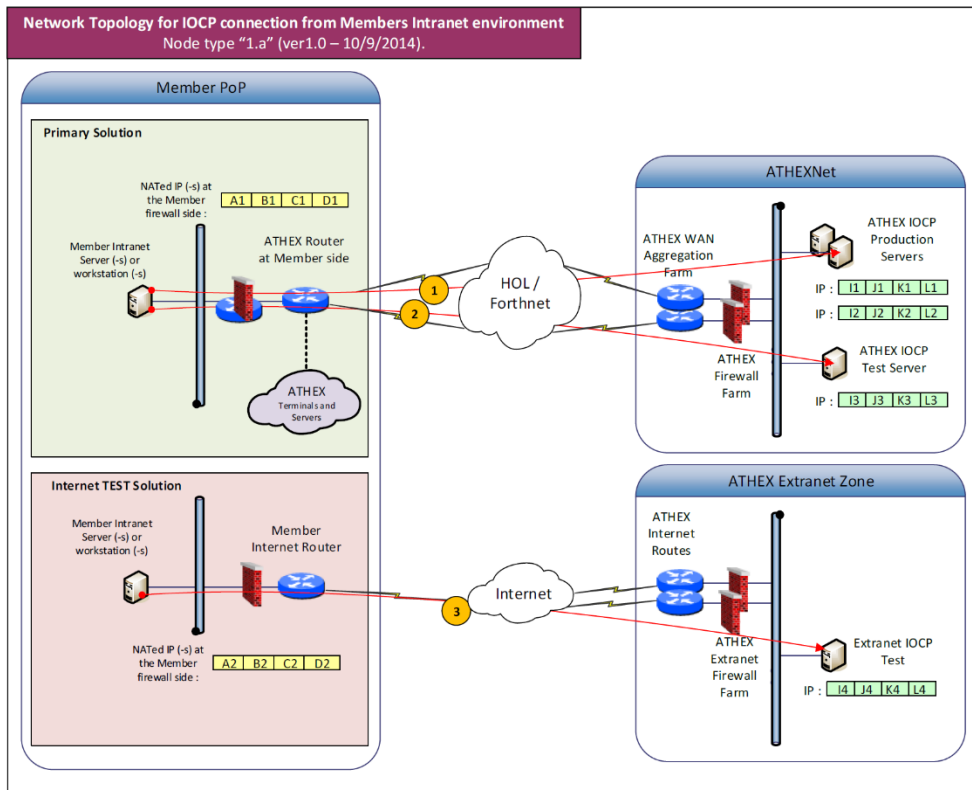 Network Topology for IOCP connection from Members Intranet environment
Node type "1.a" (ver1.0 – 10/9/2014).
Member PoP
Primary Solution
NATed IP (-s) at
the Member
firewall side :
A1 B1 C1 D1
Member Intranet
Server (-s) or
workstation (-s)
ATHEX Router
at Member side
ATHEX
Terminals and
Servers
1
2
HOL /
Forthnet
ATHEXNet
ATHEX WAN
Aggregation
Farm
ATHEX
Firewall
Farm
ATHEX IOCP
Production
Servers
IP : I1 J1 K1 L1
IP : I2 J2 K2 L2
ATHEX IOCP
Test Server
IP : I3 J3 K3 L3
Internet TEST Solution
Member Intranet
Server (-s) or
workstation (-s)
Member
Internet Router
NATed IP (-s) at
the Member
firewall side :
A2 B2 C2 D2
3
Internet
ATHEX Extranet Zone
ATHEX
Internet
Routes
ATHEX
Extranet
Firewall
Farm
Extranet IOCP
Test
IP : I4 J4 K4 L4